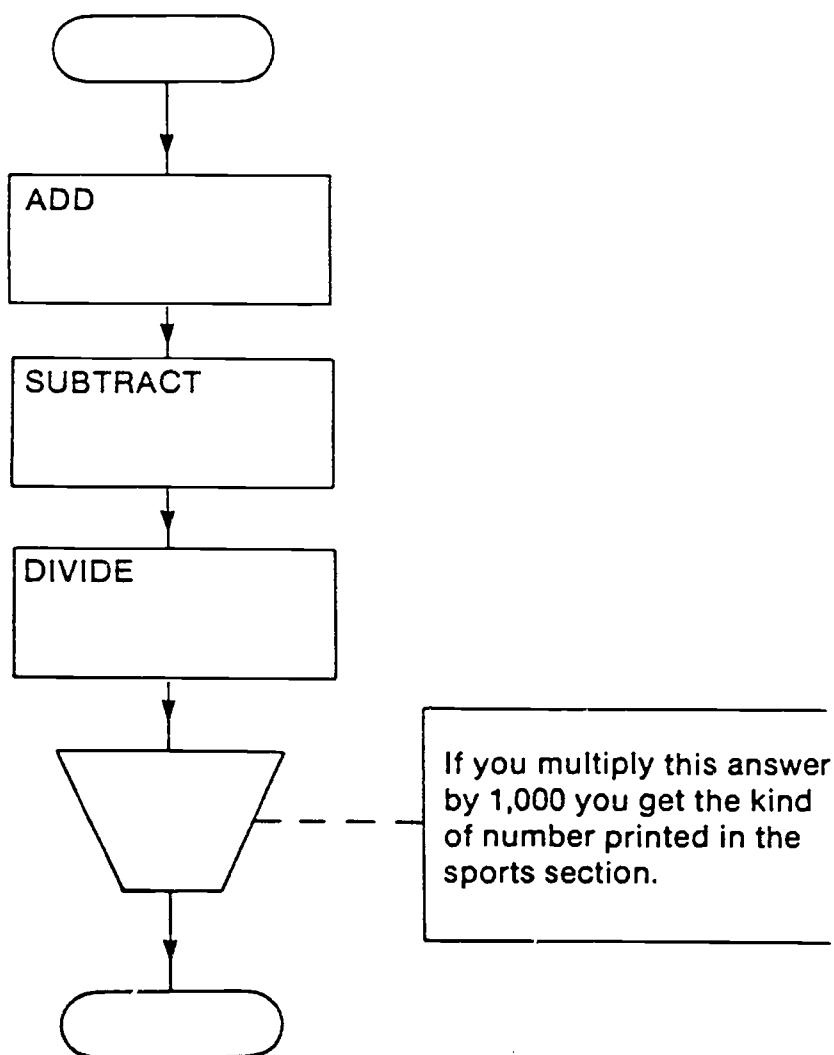 ADD
SUBTRACT
DIVIDE
If you multiply this answer
by 1,000 you get the kind
of number printed in the
sports section.